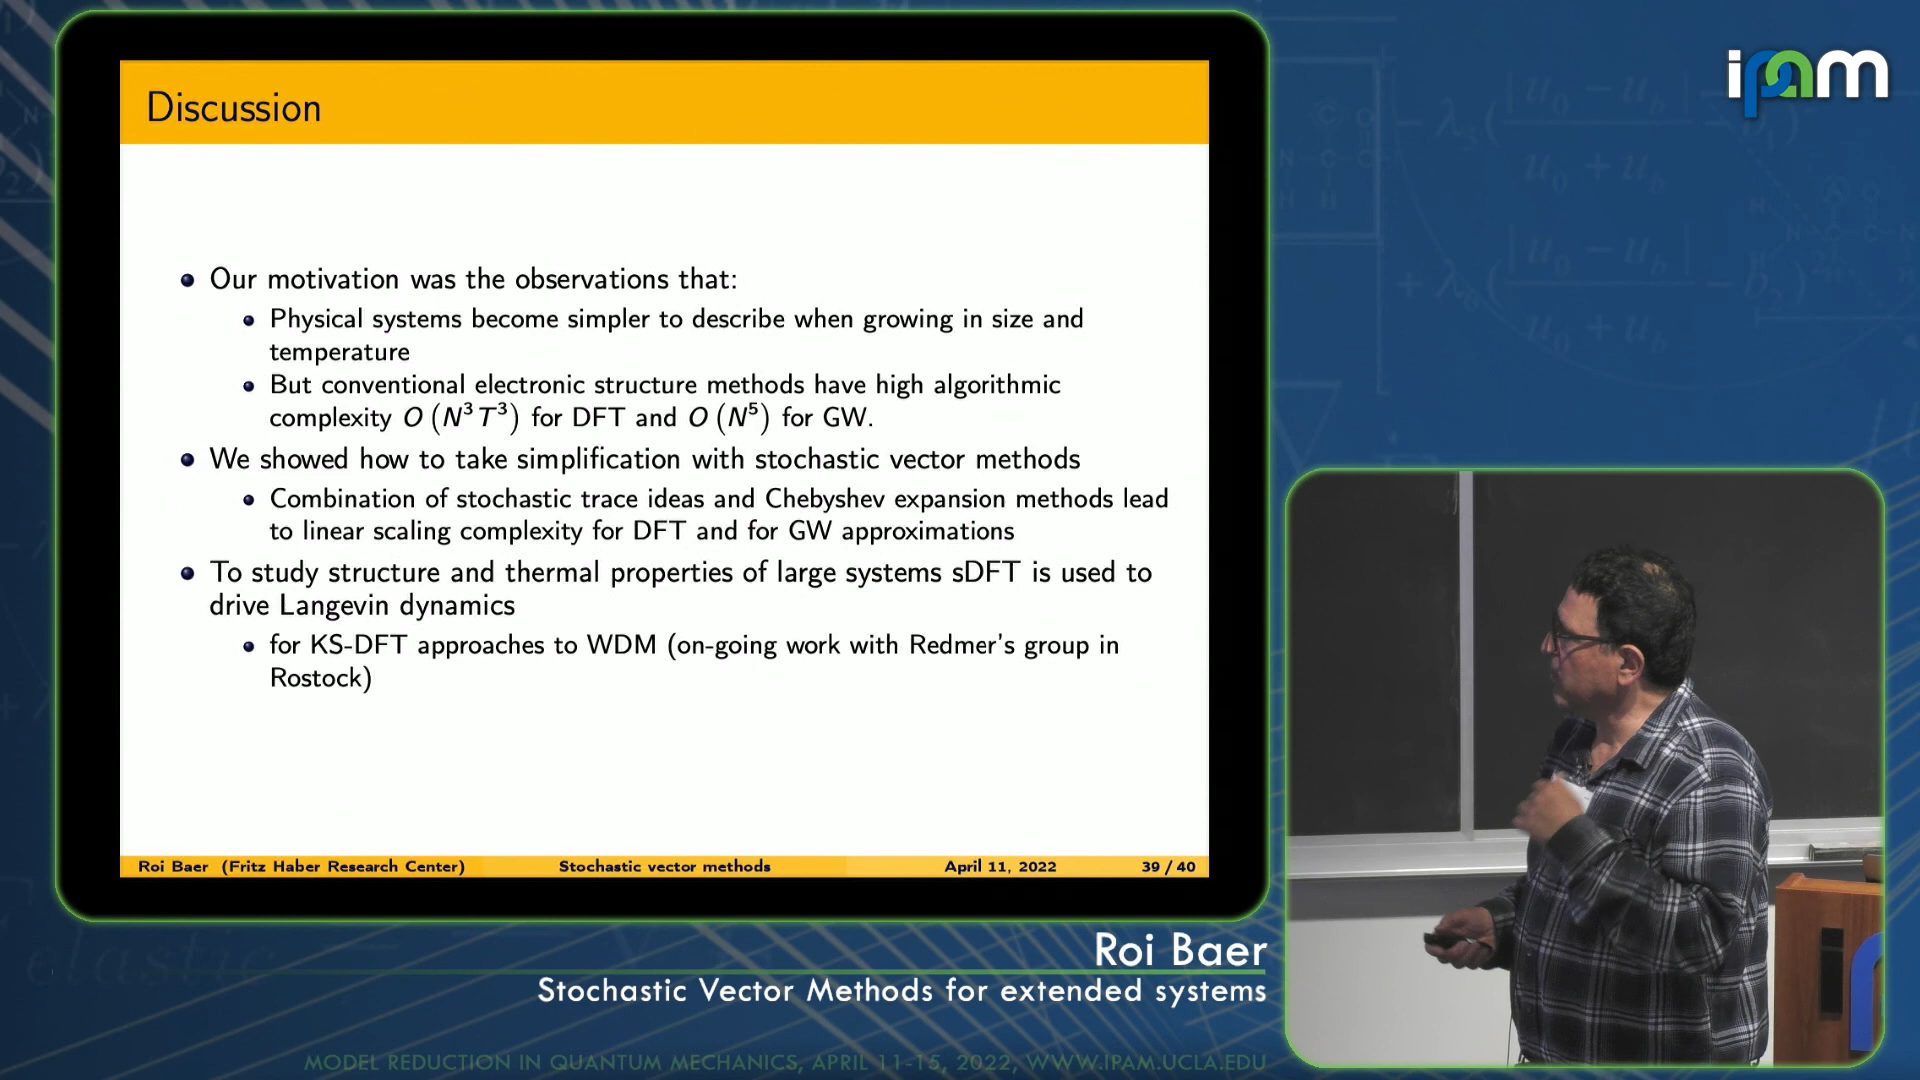 ipam
Discussion
Our motivation was the observations that:
Physical systems become simpler to describe when growing in size and
temperature
But conventional electronic structure methods have high algorithmic
complexity O (N³T³) for DFT and O (N⁵) for GW.
We showed how to take simplification with stochastic vector methods
Combination of stochastic trace ideas and Chebyshev expansion methods lead
to linear scaling complexity for DFT and for GW approximations
To study structure and thermal properties of large systems sDFT is used to
drive Langevin dynamics
for KS-DFT approaches to WDM (on-going work with Redmer's group in
Rostock)
Roi Baer (Fritz Haber Research Center) Stochastic vector methods April 11, 2022 39 / 40
Roi Baer
Stochastic Vector Methods for extended systems
elastic
MODEL REDUCTION IN QUANTUM MECHANICS, APRIL 11-15, 2022, WWW.IPAM.UCLA.EDU